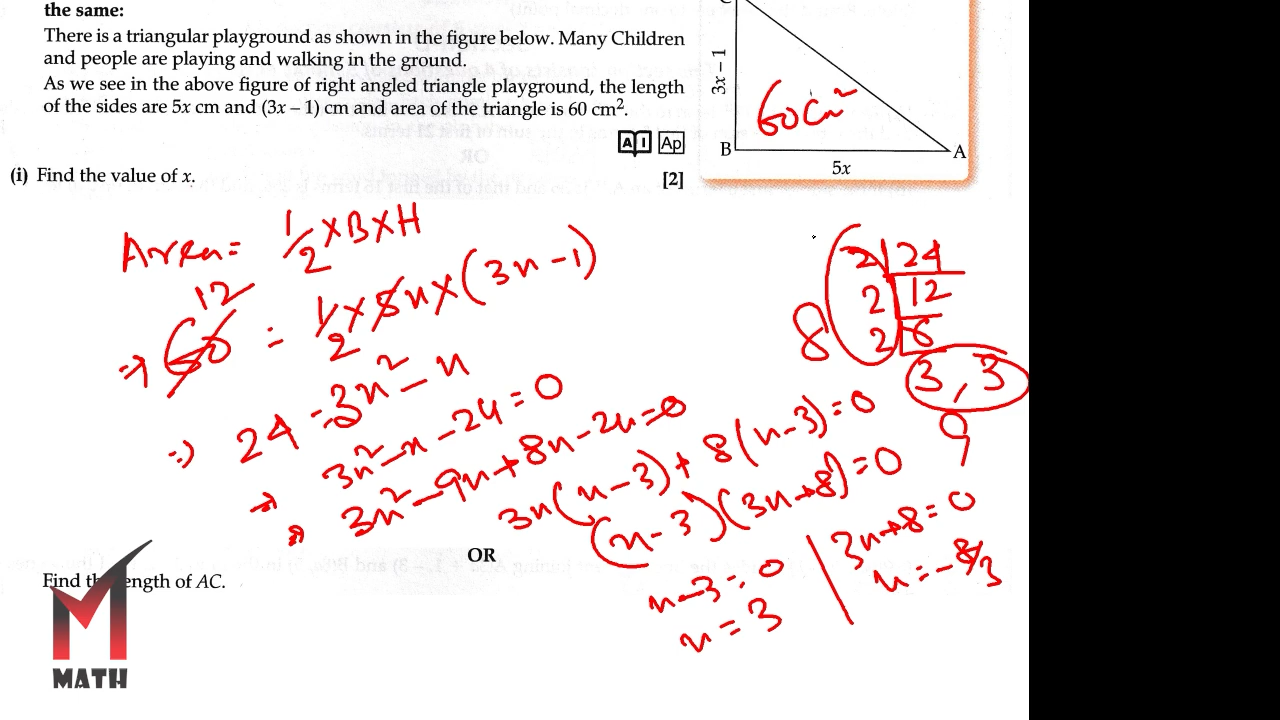 the same:
There is a triangular playground as shown in the figure below. Many Children
and people are playing and walking in the ground.
As we see in the above figure of right angled triangle playground, the length
of the sides are 5x cm and (3x – 1) cm and area of the triangle is 60 cm².
AI Ap
(i) Find the value of x.
[2]
C
3x – 1
60cm²
B
A
5x
Area = 1/2 × B × H
12
⇒ 60 = 1/2 × 5x × (3x – 1)
⇒ 24 = 3x² – x
⇒ 3x² – x – 24 = 0
⇒ 3x² – 9x + 8x – 24 = 0
3x(x – 3) + 8(x – 3) = 0
(x – 3)(3x + 8) = 0
x – 3 = 0
x = 3
3x + 8 = 0
x = – 8/3
2 24
2 12
2 6
3, 3
8
9
OR
Find the length of AC.
MATH